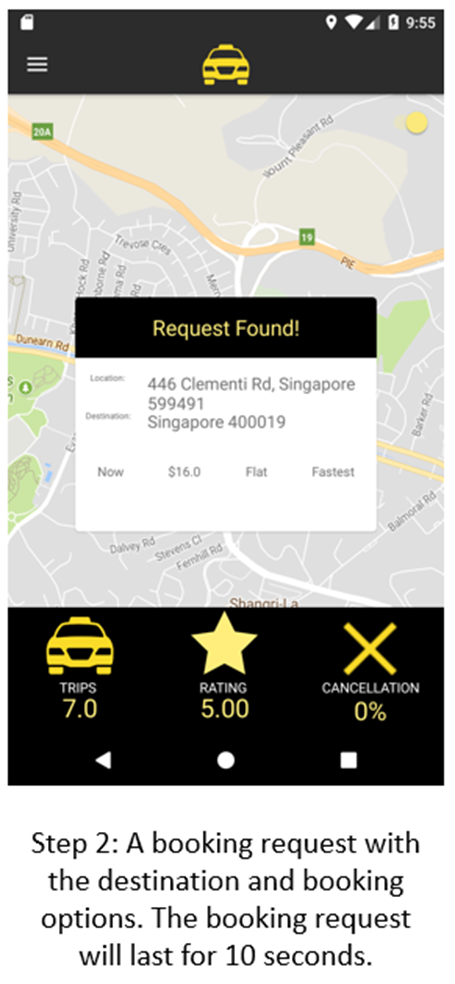 9:55
20A
Mount Pleasant Rd
University Rd
19
Trevose Cres
PIE
Dunearn Rd
Request Found!
Location:
446 Clementi Rd, Singapore
599491
Destination:
Singapore 400019
Now $16.0 Flat Fastest
Barker Rd
Balmoral Rd
Dalvey Rd
Stevens Cl
Fernhill Rd
Shangri-La
TRIPS RATING CANCELLATION
7.0 5.00 0%
Step 2: A booking request with
the destination and booking
options. The booking request
will last for 10 seconds.